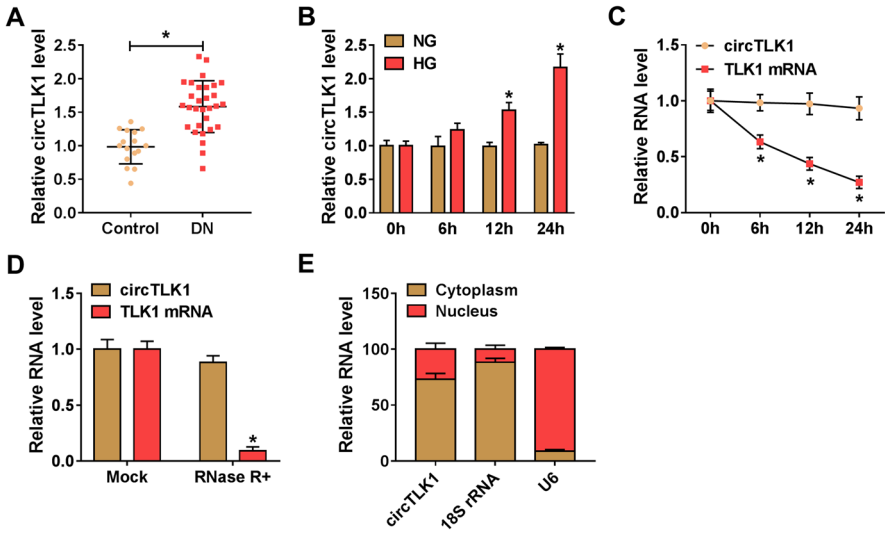 A
Relative circTLK1 level
2.5
2.0
1.5
1.0
0.5
0.0
*
Control
DN
B
Relative circTLK1 level
2.5
2.0
1.5
1.0
0.5
0.0
NG
HG
*
*
0h
6h
12h
24h
C
Relative RNA level
1.5
1.0
0.5
0.0
circTLK1
TLK1 mRNA
*
*
*
0h
6h
12h
24h
D
Relative RNA level
1.5
1.0
0.5
0.0
circTLK1
TLK1 mRNA
*
Mock
RNase R+
E
Relative RNA level
150
100
50
0
Cytoplasm
Nucleus
circTLK1
18S rRNA
U6